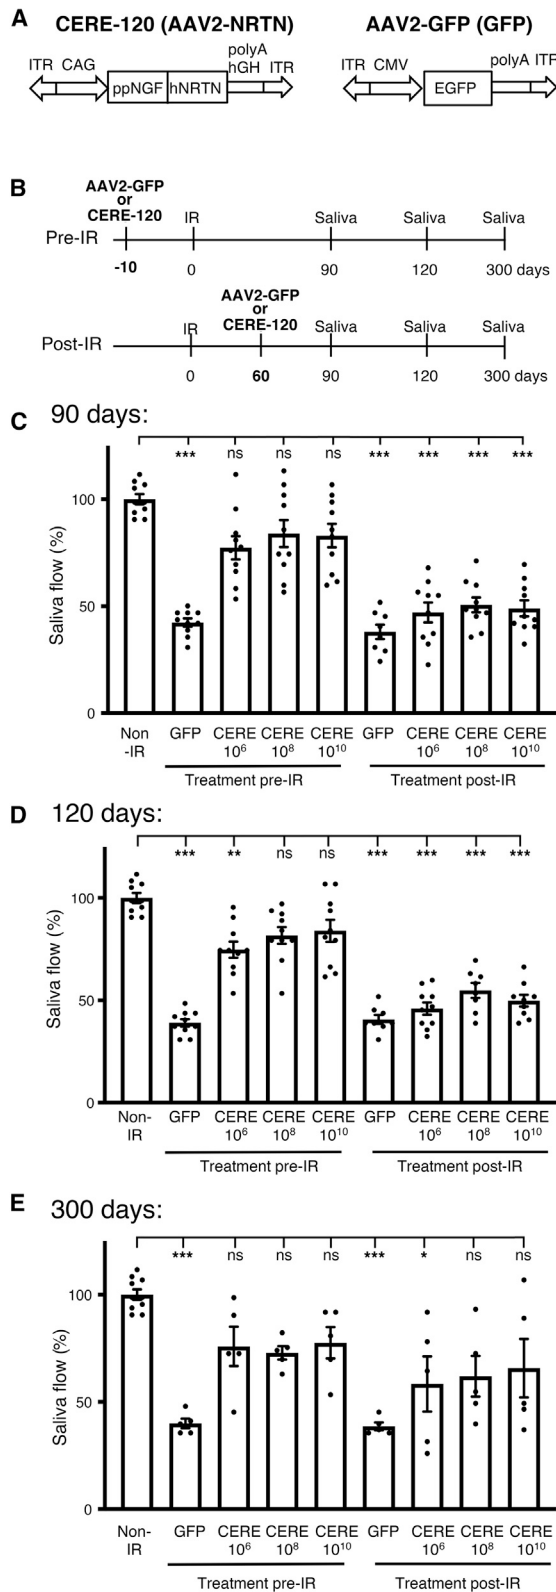 A
CERE-120 (AAV2-NRTN)
AAV2-GFP (GFP)
ITR CAG polyA hGH ITR
ppNGF hNRTN
ITR CMV polyA ITR
EGFP
B
AAV2-GFP
or
CERE-120 IR Saliva Saliva Saliva
Pre-IR
-10 0 90 120 300 days
AAV2-GFP
or
IR CERE-120 Saliva Saliva Saliva
Post-IR
0 60 90 120 300 days
C 90 days:
*** ns ns ns *** *** *** ***
Saliva flow (%)
100
50
0
Non GFP CERE CERE CERE GFP CERE CERE CERE
-IR 10⁶ 10⁸ 10¹⁰ 10⁶ 10⁸ 10¹⁰
Treatment pre-IR Treatment post-IR
D 120 days:
*** ** ns ns *** *** *** ***
Saliva flow (%)
100
50
0
Non- GFP CERE CERE CERE GFP CERE CERE CERE
IR 10⁶ 10⁸ 10¹⁰ 10⁶ 10⁸ 10¹⁰
Treatment pre-IR Treatment post-IR
E 300 days:
*** ns ns ns *** * ns ns
Saliva flow (%)
100
50
0
Non- GFP CERE CERE CERE GFP CERE CERE CERE
IR 10⁶ 10⁸ 10¹⁰ 10⁶ 10⁸ 10¹⁰
Treatment pre-IR Treatment post-IR